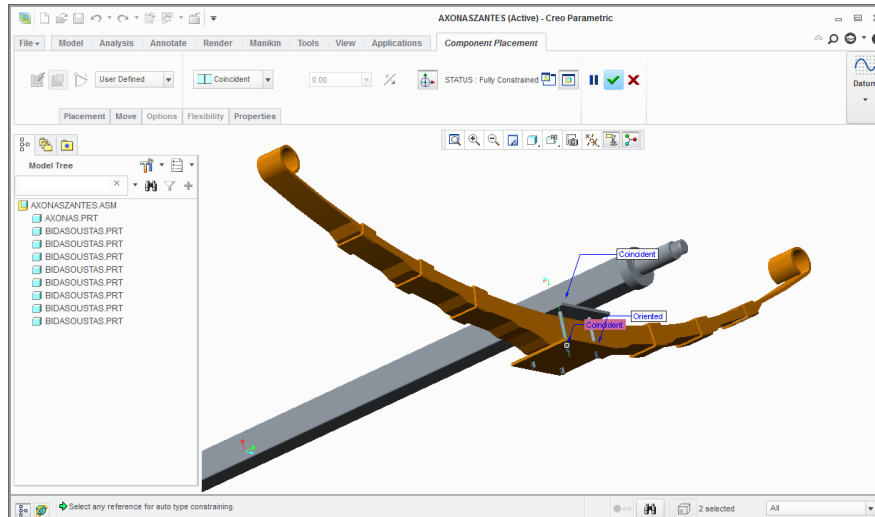 AXONASZANTES (Active) - Creo Parametric
File Model Analysis Annotate Render Manikin Tools View Applications Component Placement
User Defined Coincident 0.00 STATUS : Fully Constrained
Datum
Placement Move Options Flexibility Properties
Model Tree
AXONASZANTES.ASM
AXONAS.PRT
BIDASOUSTAS.PRT
BIDASOUSTAS.PRT
BIDASOUSTAS.PRT
BIDASOUSTAS.PRT
BIDASOUSTAS.PRT
BIDASOUSTAS.PRT
BIDASOUSTAS.PRT
BIDASOUSTAS.PRT
Coincident
Oriented
Coincident
Select any reference for auto type constraining.
2 selected
All